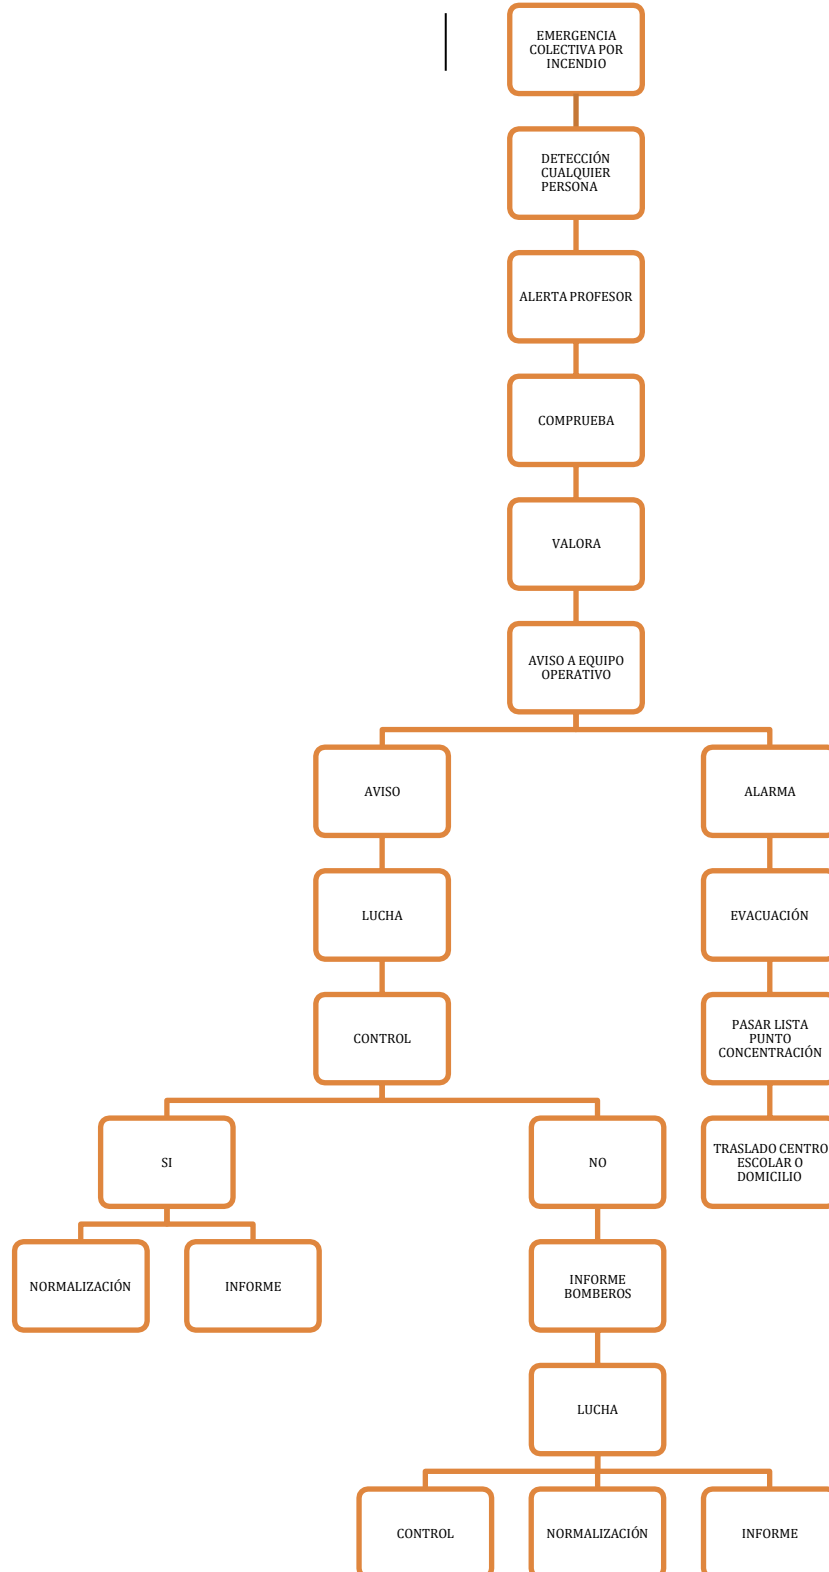 EMERGENCIA
COLECTIVA POR
INCENDIO
DETECCIÓN
CUALQUIER
PERSONA
ALERTA PROFESOR
COMPRUEBA
VALORA
AVISO A EQUIPO
OPERATIVO
AVISO
ALARMA
LUCHA
EVACUACIÓN
CONTROL
PASAR LISTA
PUNTO
CONCENTRACIÓN
SI
NO
TRASLADO CENTRO
ESCOLAR O
DOMICILIO
NORMALIZACIÓN
INFORME
INFORME
BOMBEROS
LUCHA
CONTROL
NORMALIZACIÓN
INFORME